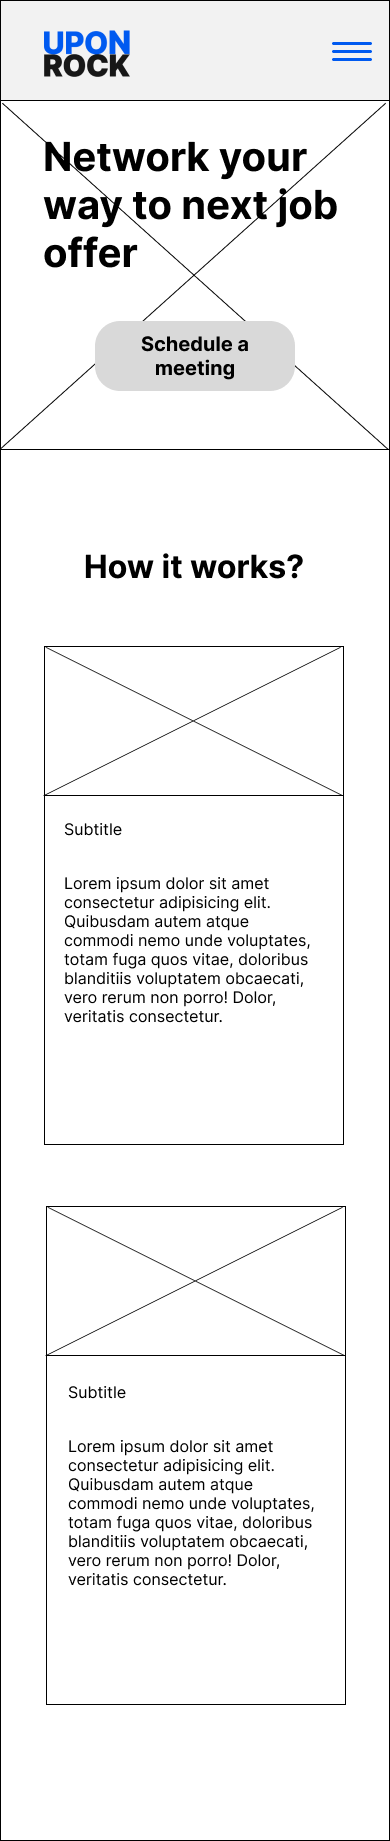 UPON
ROCK
Network your
way to next job
offer
Schedule a
meeting
How it works?
Subtitle
Lorem ipsum dolor sit amet
consectetur adipisicing elit.
Quibusdam autem atque
commodi nemo unde voluptates,
totam fuga quos vitae, doloribus
blanditiis voluptatem obcaecati,
vero rerum non porro! Dolor,
veritatis consectetur.
Subtitle
Lorem ipsum dolor sit amet
consectetur adipisicing elit.
Quibusdam autem atque
commodi nemo unde voluptates,
totam fuga quos vitae, doloribus
blanditiis voluptatem obcaecati,
vero rerum non porro! Dolor,
veritatis consectetur.